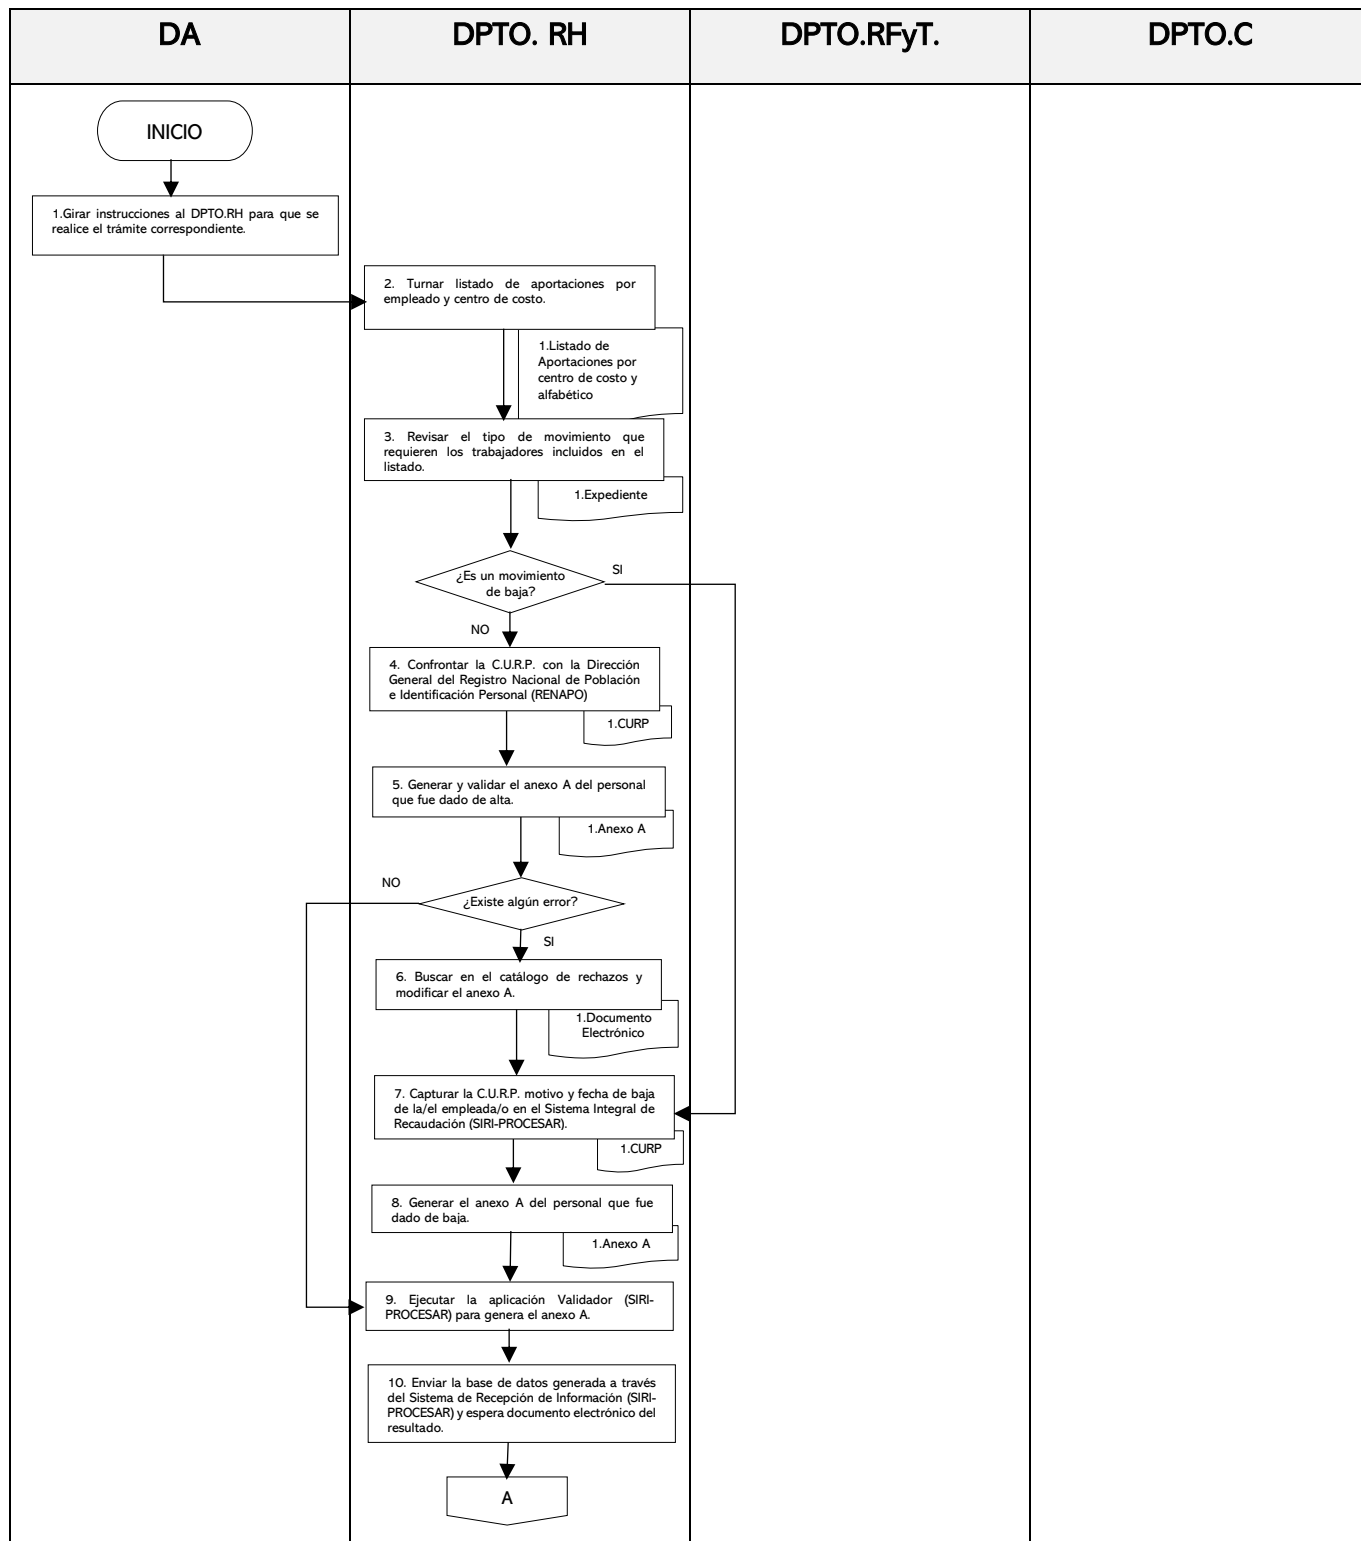 DA
DPTO. RH
DPTO.RFyT.
DPTO.C
INICIO
1.Girar instrucciones al DPTO.RH para que se
realice el trámite correspondiente.
2. Turnar listado de aportaciones por
empleado y centro de costo.
1.Listado de
Aportaciones por
centro de costo y
alfabético
3. Revisar el tipo de movimiento que
requieren los trabajadores incluidos en el
listado.
1.Expediente
¿Es un movimiento
de baja?
SI
NO
4. Confrontar la C.U.R.P. con la Dirección
General del Registro Nacional de Población
e Identificación Personal (RENAPO)
1.CURP
5. Generar y validar el anexo A del personal
que fue dado de alta.
1.Anexo A
NO
¿Existe algún error?
SI
6. Buscar en el catálogo de rechazos y
modificar el anexo A.
1.Documento
Electrónico
7. Capturar la C.U.R.P. motivo y fecha de baja
de la/el empleada/o en el Sistema Integral de
Recaudación (SIRI-PROCESAR).
1.CURP
8. Generar el anexo A del personal que fue
dado de baja.
1.Anexo A
9. Ejecutar la aplicación Validador (SIRI-
PROCESAR) para genera el anexo A.
10. Enviar la base de datos generada a través
del Sistema de Recepción de Información (SIRI-
PROCESAR) y espera documento electrónico del
resultado.
A